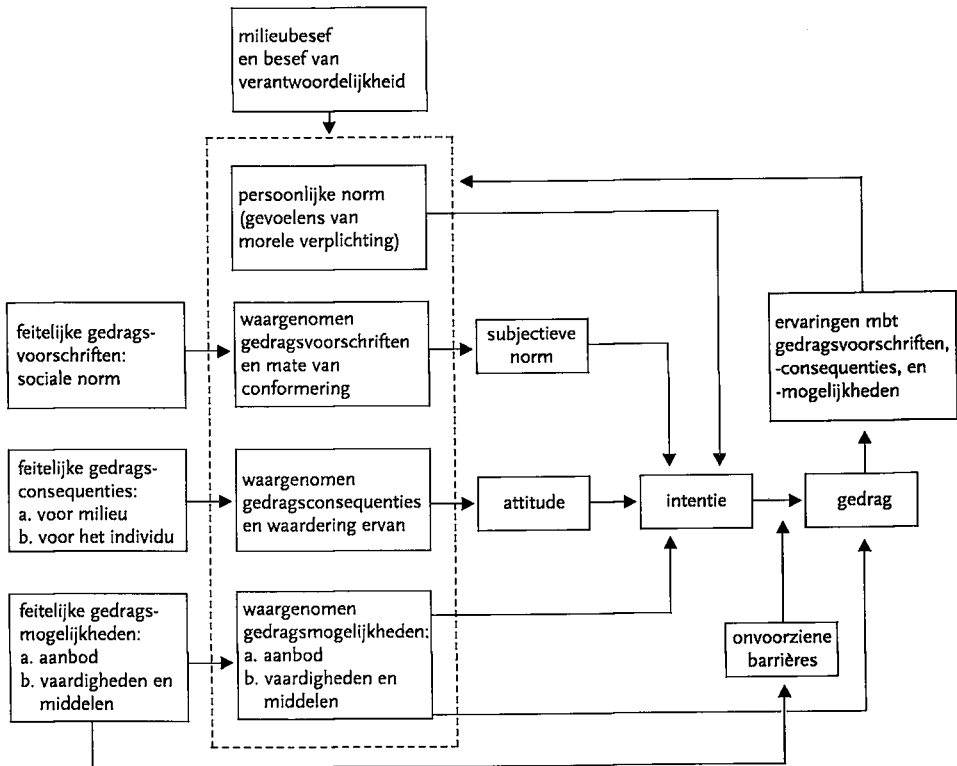 milieubesef
en besef van
verantwoordelijkheid
persoonlijke norm
(gevoelens van
morele verplichting)
feitelijke gedrags-
voorschriften:
sociale norm
waargenomen
gedragsvoorschriften
en mate van
conformering
subjectieve
norm
ervaringen mbt
gedragsvoorschriften,
-consequenties, en
-mogelijkheden
feitelijke gedrags-
consequenties:
a. voor milieu
b. voor het individu
waargenomen
gedragsconsequenties
en waardering ervan
attitude
intentie
gedrag
feitelijke gedrags-
mogelijkheden:
a. aanbod
b. vaardigheden en
middelen
waargenomen
gedragsmogelijkheden:
a. aanbod
b. vaardigheden en
middelen
onvoorziene
barrières